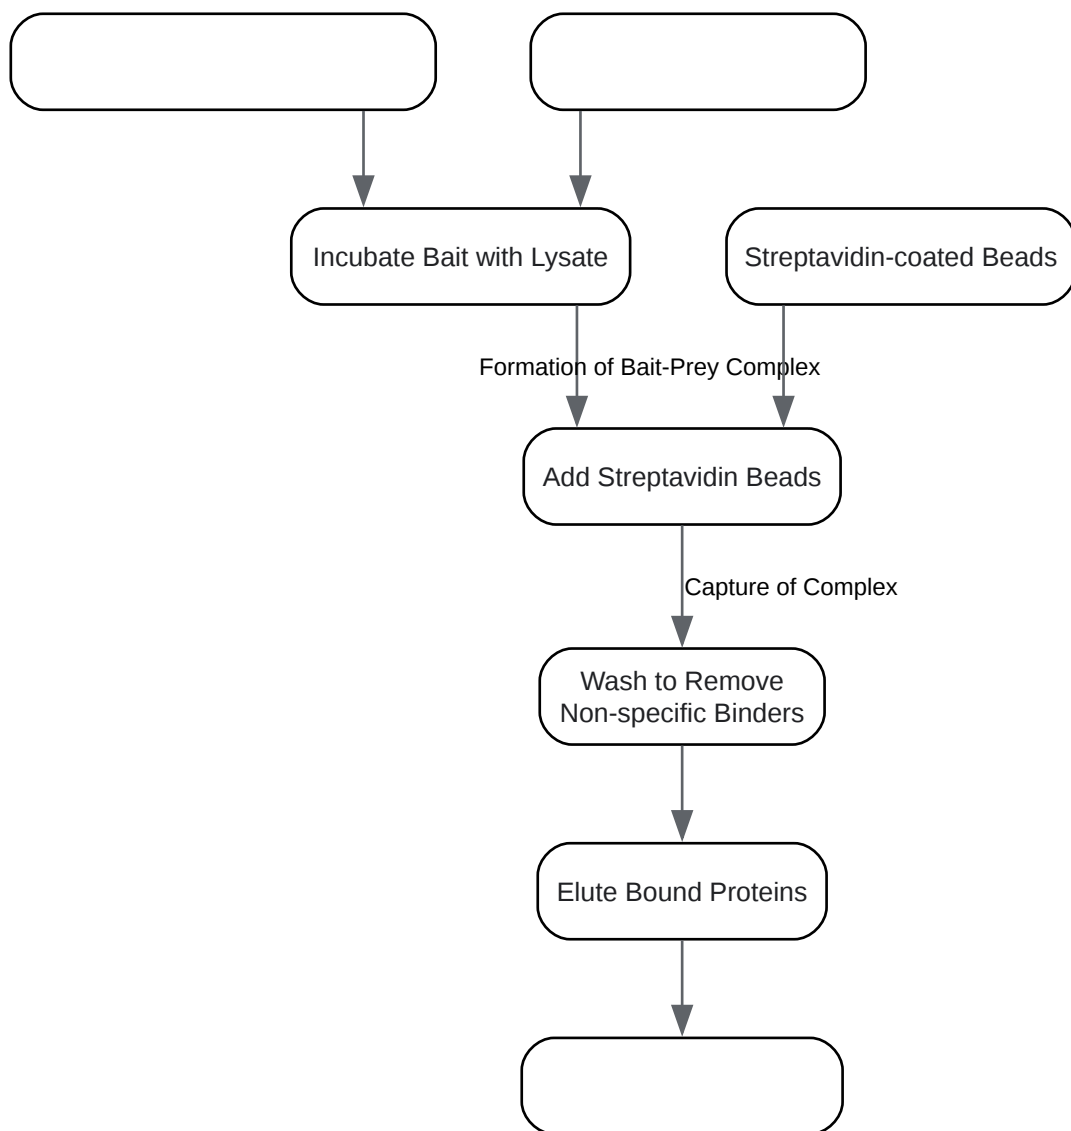 Incubate Bait with Lysate
Streptavidin-coated Beads
Formation of Bait-Prey Complex
Add Streptavidin Beads
Capture of Complex
Wash to Remove
Non-specific Binders
Elute Bound Proteins